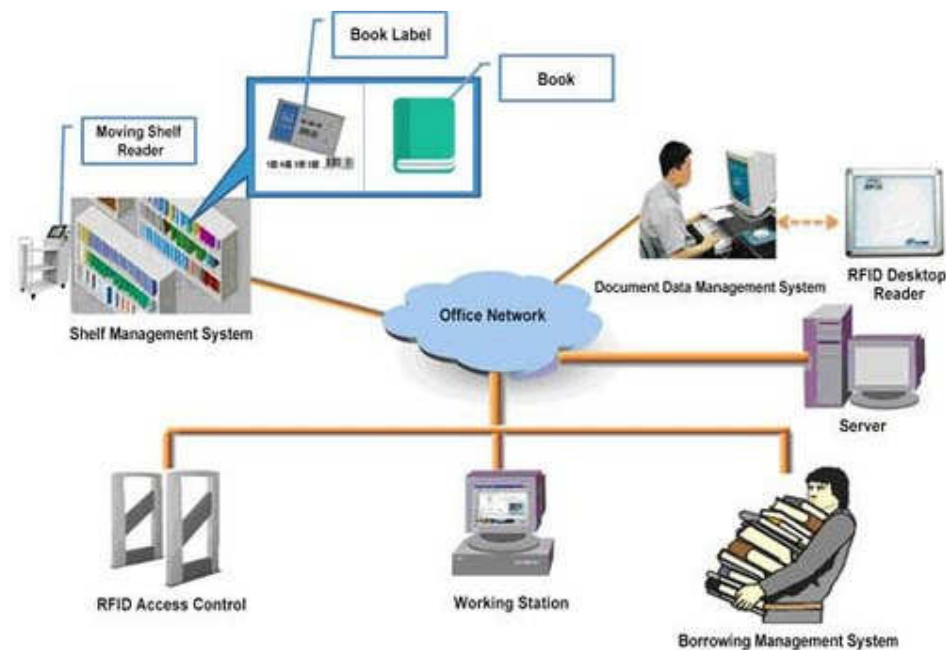 Book Label
Book
Moving Shelf
Reader
Shelf Management System
Office Network
Document Data Management System
RFID Desktop
Reader
Server
RFID Access Control
Working Station
Borrowing Management System